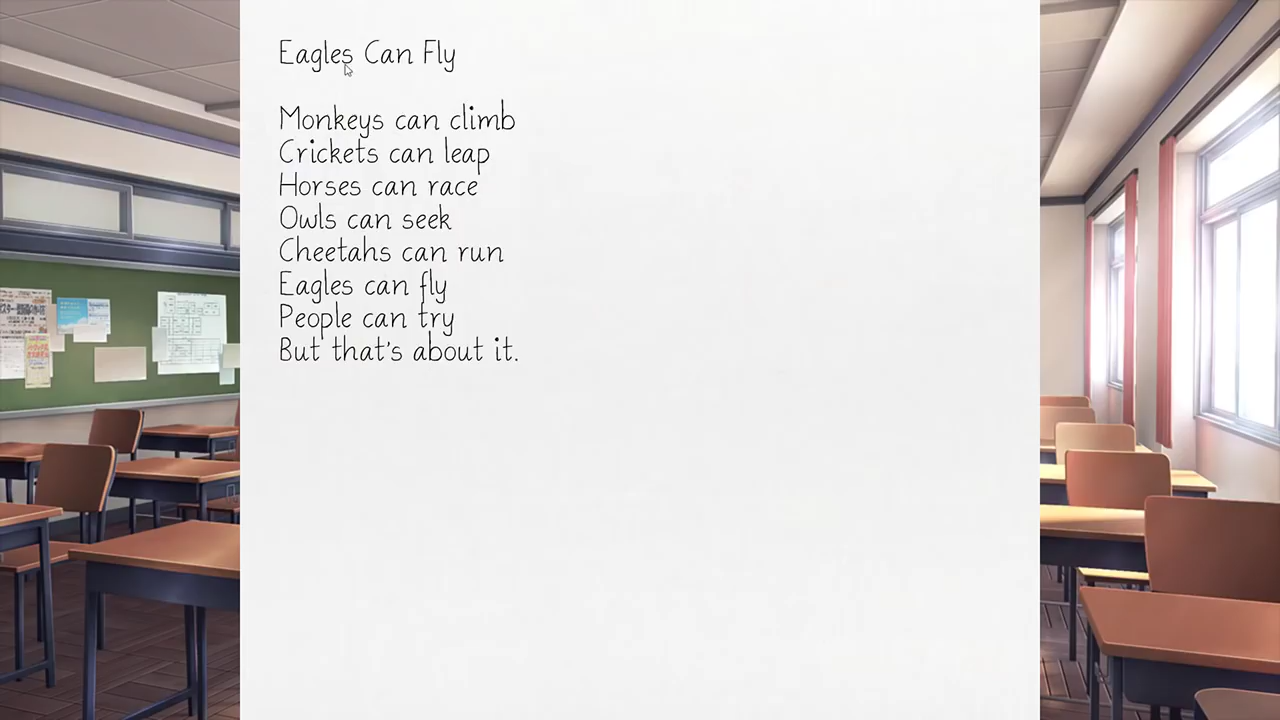 Eagles Can Fly
Monkeys can climb
Crickets can leap
Horses can race
Owls can seek
Cheetahs can run
Eagles can fly
People can try
But that's about it.